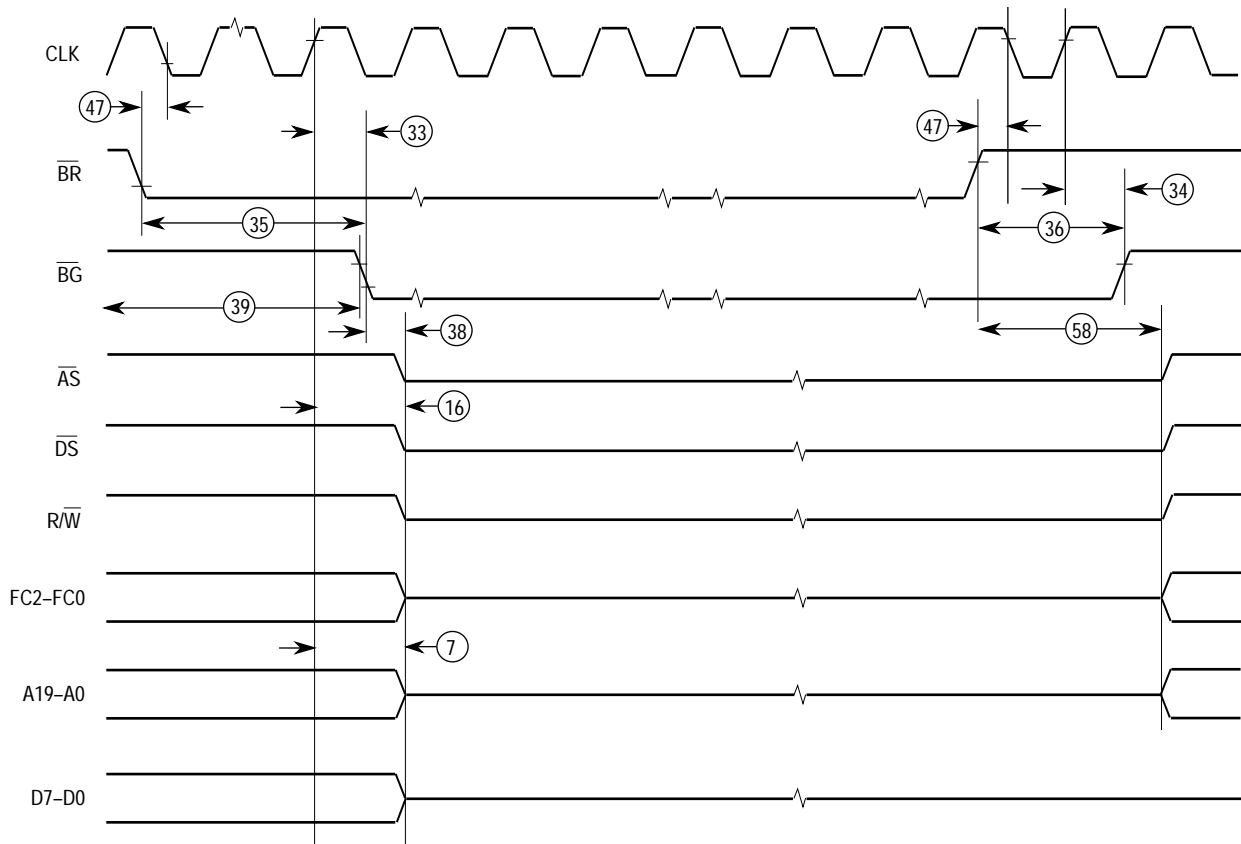 CLK
47
33
47
BR
34
35
36
BG
39
38
58
AS
16
DS
R/W
FC2–FC0
7
A19–A0
D7–D0